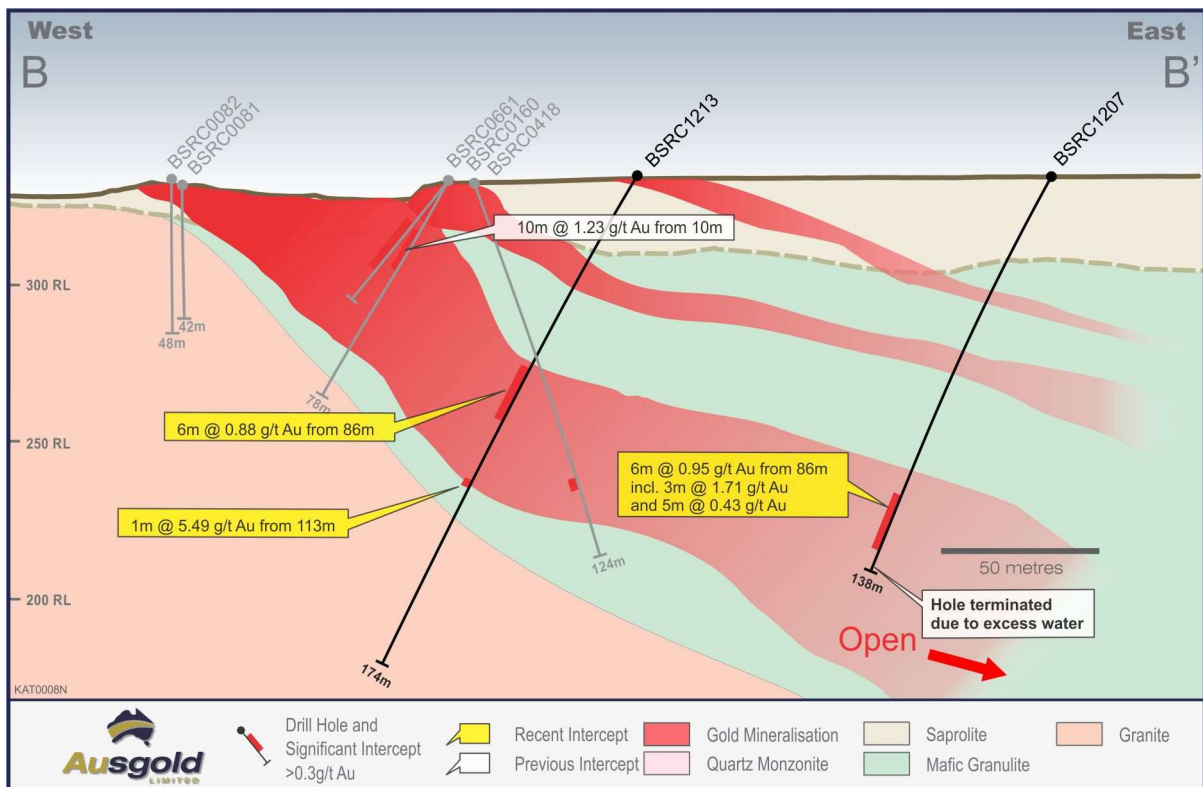 West
East
B
B’
BSRC0082
BSRC0081
BSRC0661
BSRC0160
BSRC0418
BSRC1213
BSRC1207
10m @ 1.23 g/t Au from 10m
300 RL
42m
48m
78m
6m @ 0.88 g/t Au from 86m
250 RL
6m @ 0.95 g/t Au from 86m
incl. 3m @ 1.71 g/t Au
and 5m @ 0.43 g/t Au
1m @ 5.49 g/t Au from 113m
50 metres
124m
138m
200 RL
Hole terminated
due to excess water
Open
174m
KAT0008N
Ausgold
LIMITED
Drill Hole and
Significant Intercept
>0.3g/t Au
Recent Intercept
Previous Intercept
Gold Mineralisation
Quartz Monzonite
Saprolite
Mafic Granulite
Granite